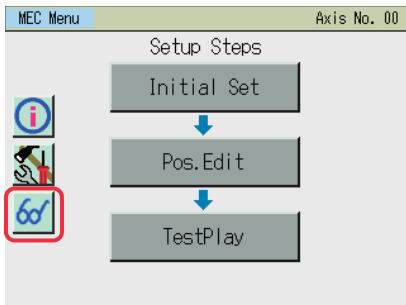 MEC Menu Axis No. 00
Setup Steps
Initial Set
Pos.Edit
TestPlay